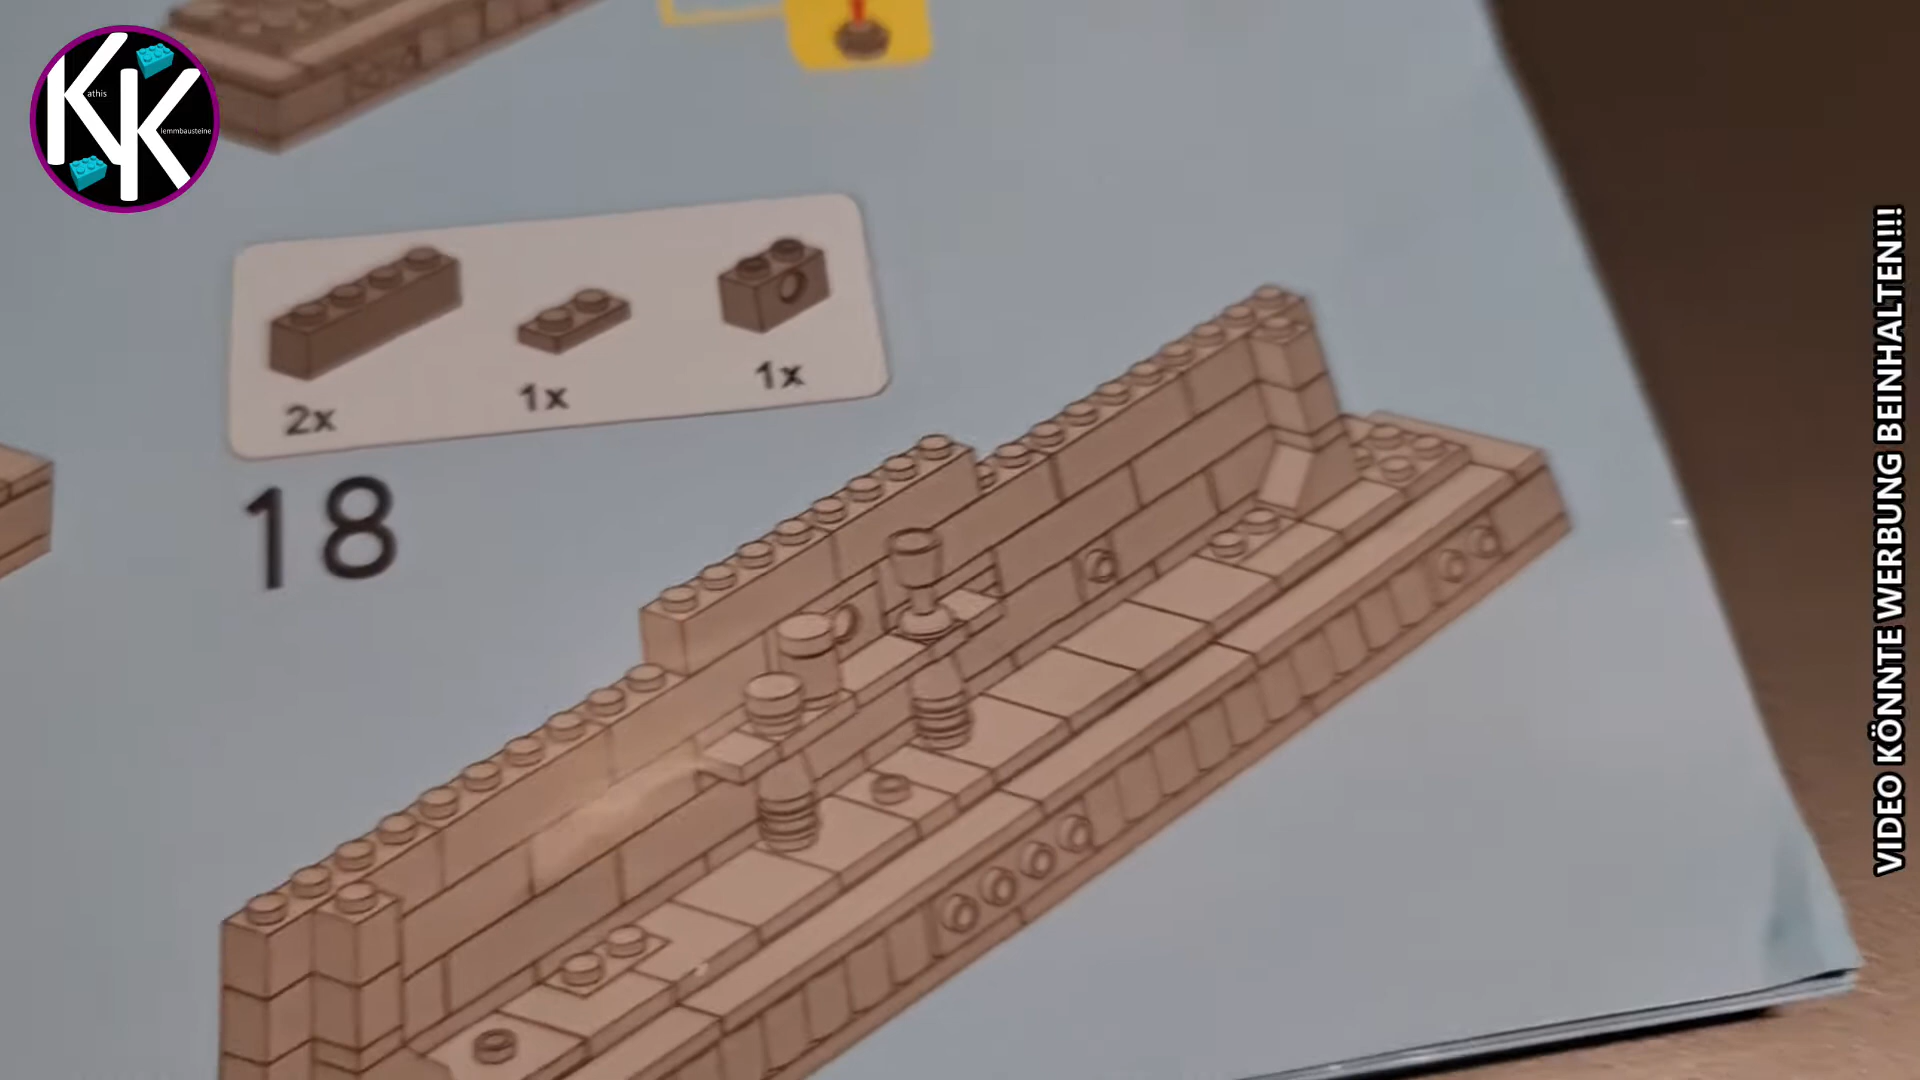 K
athis
K
lemmbausteine
2x
1x
1x
18
VIDEO KÖNNTE WERBUNG BEINHALTEN!!!